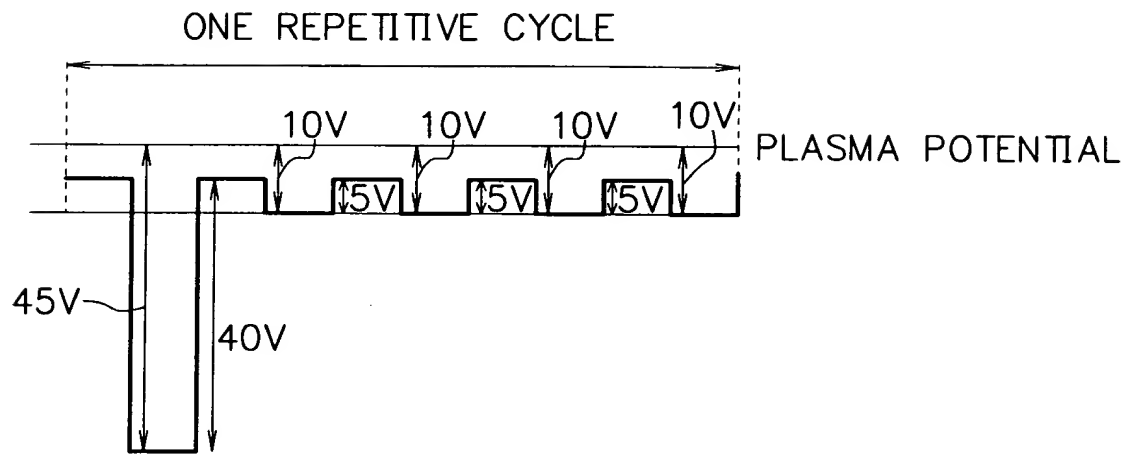 ONE REPETITIVE CYCLE
10V 10V 10V 10V
PLASMA POTENTIAL
5V 5V 5V
45V
40V